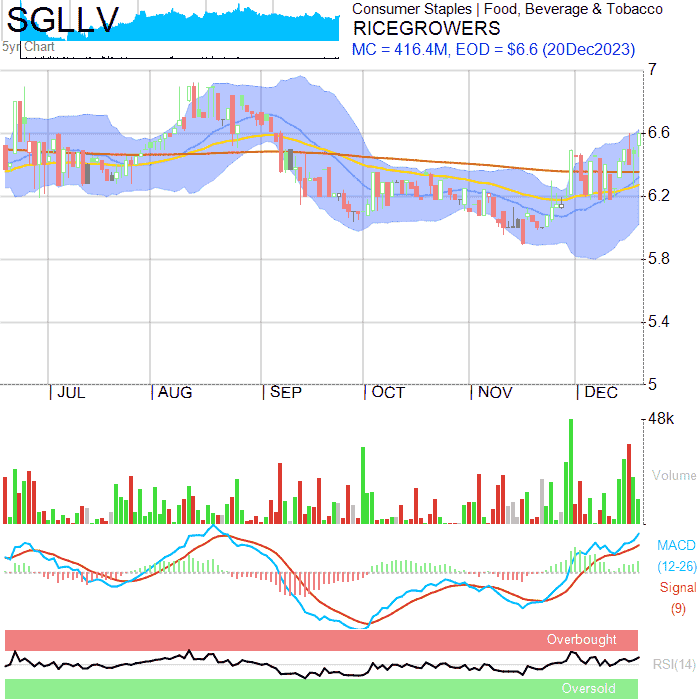 SGLLV
Consumer Staples | Food, Beverage & Tobacco
RICEGROWERS
5yr Chart
MC = 416.4M, EOD = $6.6 (20Dec2023)
7
6.6
6.2
5.8
5.4
5
JUL AUG SEP OCT NOV DEC
48k
Volume
MACD
(12-26)
Signal
(9)
Overbought
RSI(14)
Oversold